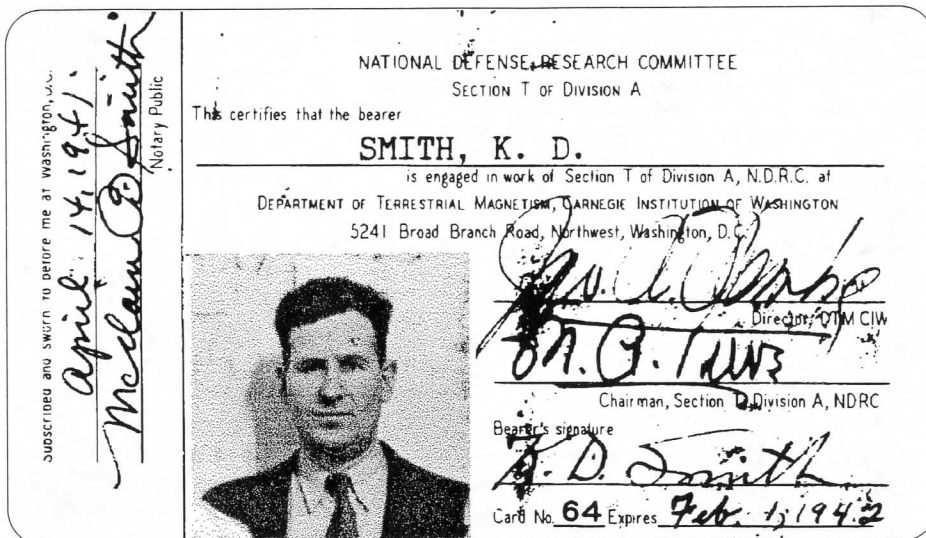 Subscribed and sworn to before me at Washington, D.C.
April 14, 1941.
McClain B. Smith
Notary Public
NATIONAL DEFENSE RESEARCH COMMITTEE
SECTION T OF DIVISION A
This certifies that the bearer
SMITH, K. D.
is engaged in work of Section T of Division A, N.D.R.C. at
DEPARTMENT OF TERRESTRIAL MAGNETISM, CARNEGIE INSTITUTION OF WASHINGTON
5241 Broad Branch Road, Northwest, Washington, D.C.
Director, DTM CIW
M. A. Tuve
Chairman, Section T, Division A, NDRC
Bearer's signature
K. D. Smith
Card No. 64 Expires Feb. 1, 1942